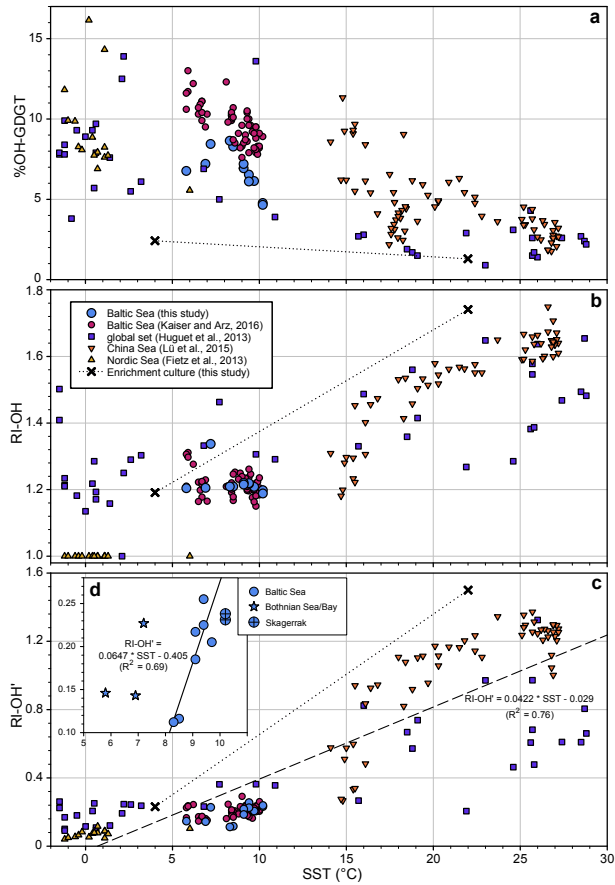 a
15
10
5
0
%OH-GDGT
b
1.8
1.6
1.4
1.2
1.0
RI-OH
Baltic Sea (this study)
Baltic Sea (Kaiser and Arz, 2016)
global set (Huguet et al., 2013)
China Sea (Lü et al., 2015)
Nordic Sea (Fietz et al., 2013)
Enrichment culture (this study)
c
1.6
1.2
0.8
0.4
0
RI-OH'
RI-OH' = 0.0422 * SST - 0.029
(R² = 0.76)
d
0.25
0.20
0.15
0.10
5 6 7 8 9 10
RI-OH' =
0.0647 * SST - 0.405
(R² = 0.69)
Baltic Sea
Bothnian Sea/Bay
Skagerrak
0 5 10 15 20 25 30
SST (°C)